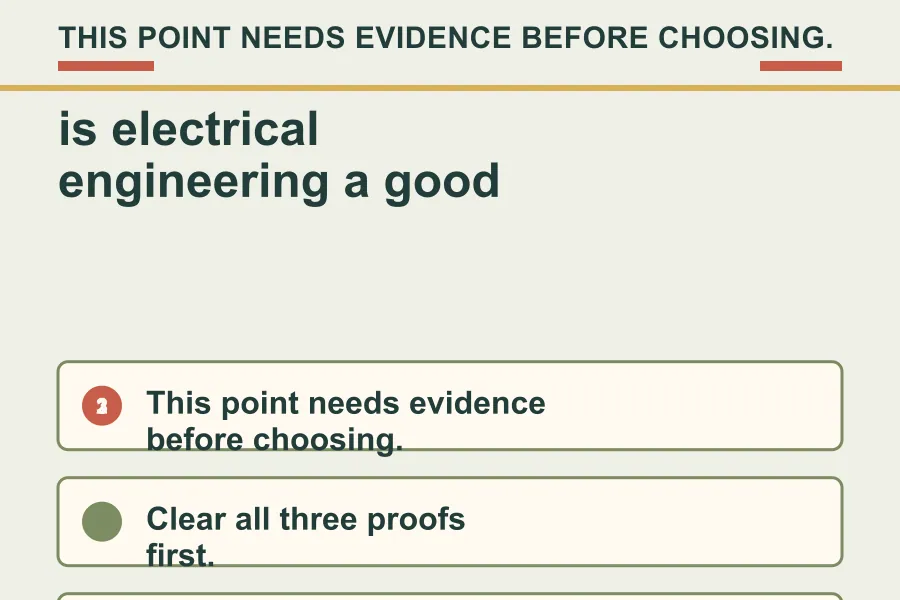 THIS POINT NEEDS EVIDENCE BEFORE CHOOSING.
is electrical
engineering a good
This point needs evidence
before choosing.
Clear all three proofs
first.